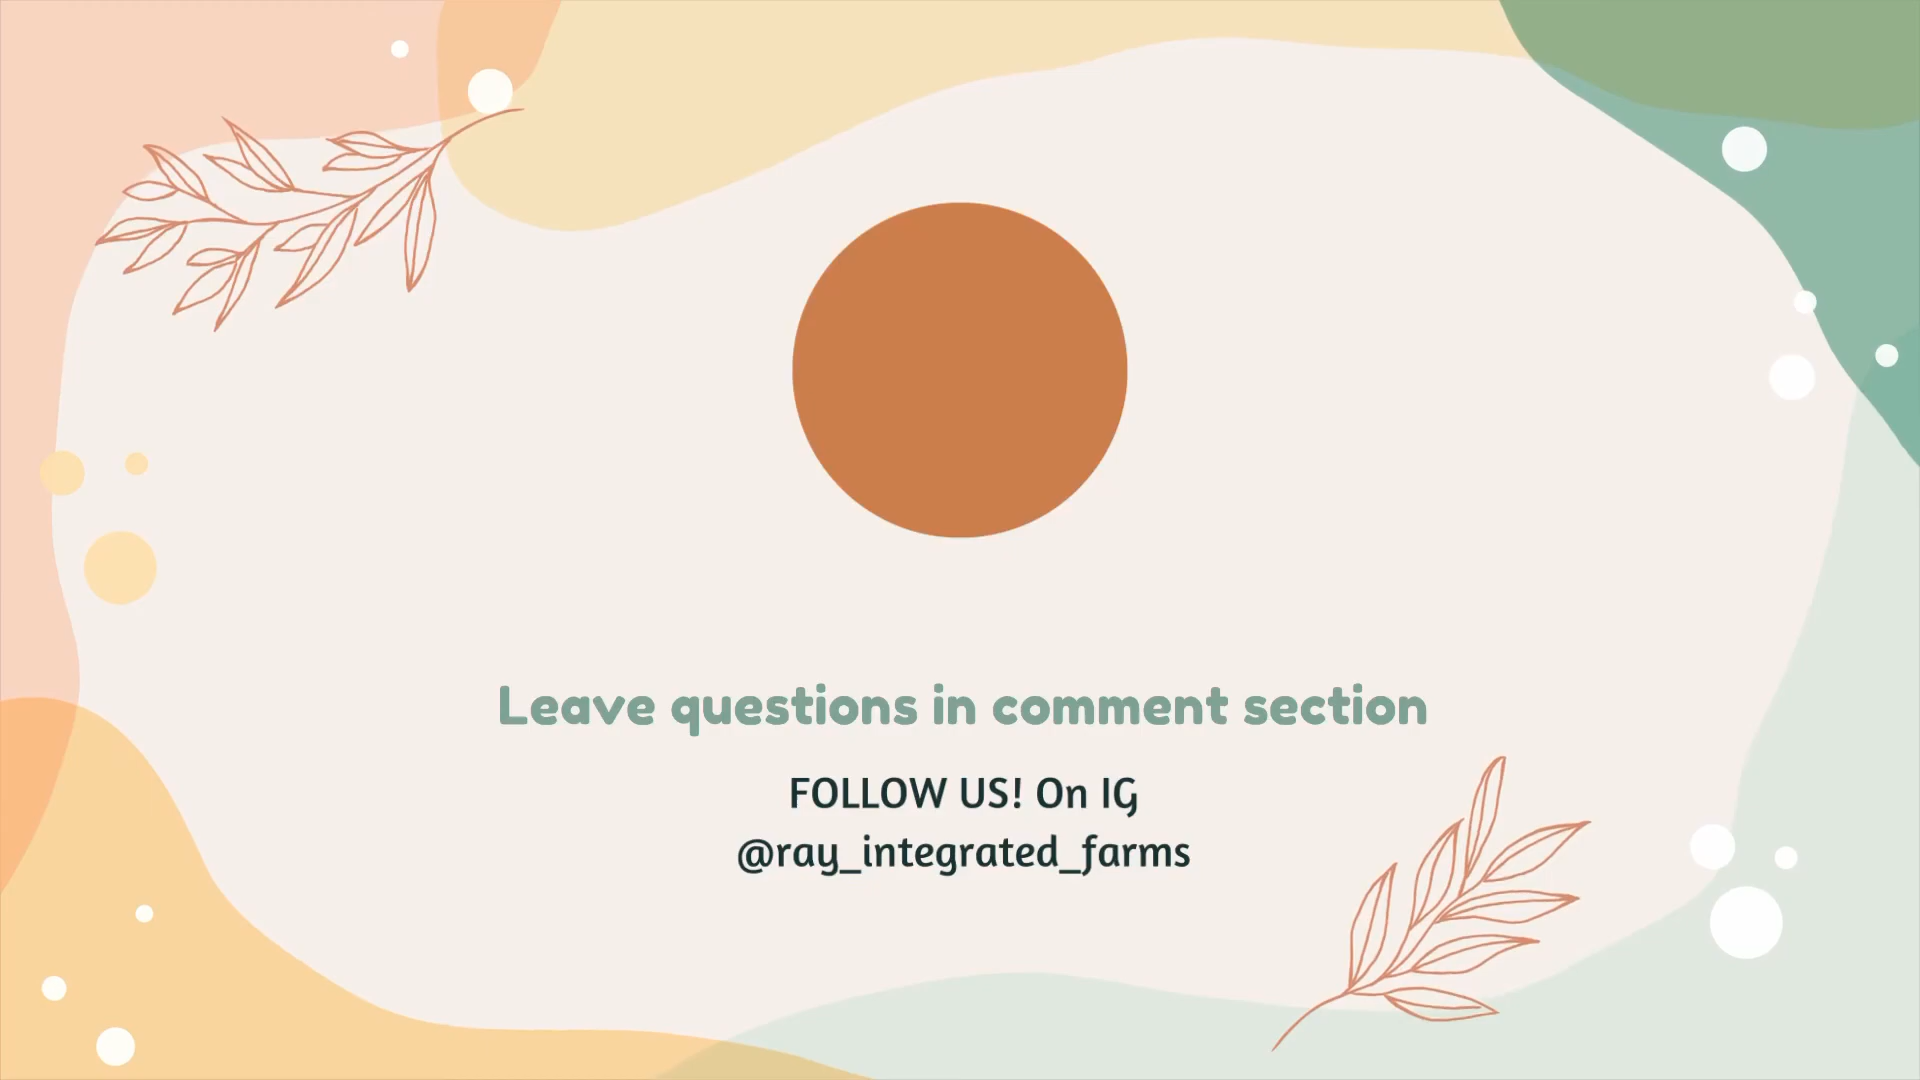 Leave questions in comment section
FOLLOW US! On IG
@ray_integrated_farms